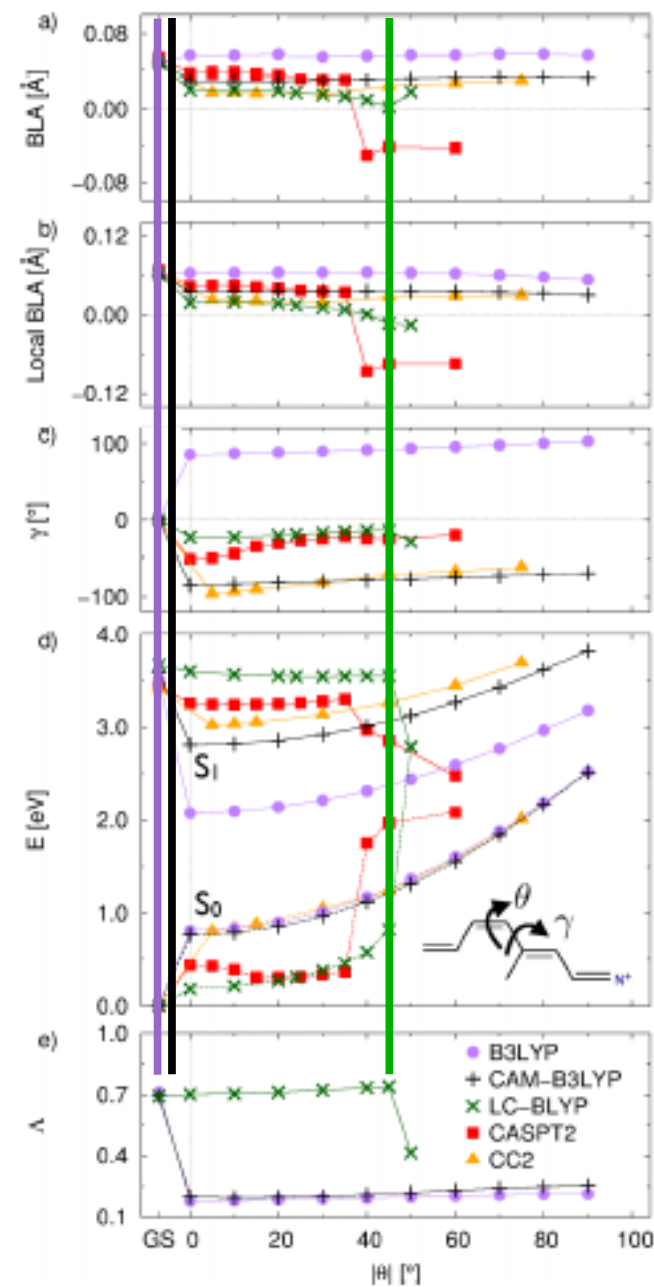 a)
0.08
0.00
−0.08
BLA [Å]
b)
0.12
0.00
−0.12
Local BLA [Å]
c)
100
0
−100
γ [°]
d)
4.0
3.0
2.0
1.0
0.0
E [eV]
S1
S0
θ
γ
N+
e)
1.0
0.7
0.4
0.1
Λ
B3LYP
CAM−B3LYP
LC−BLYP
CASPT2
CC2
GS 0 20 40 60 80 100
|θ| [°]